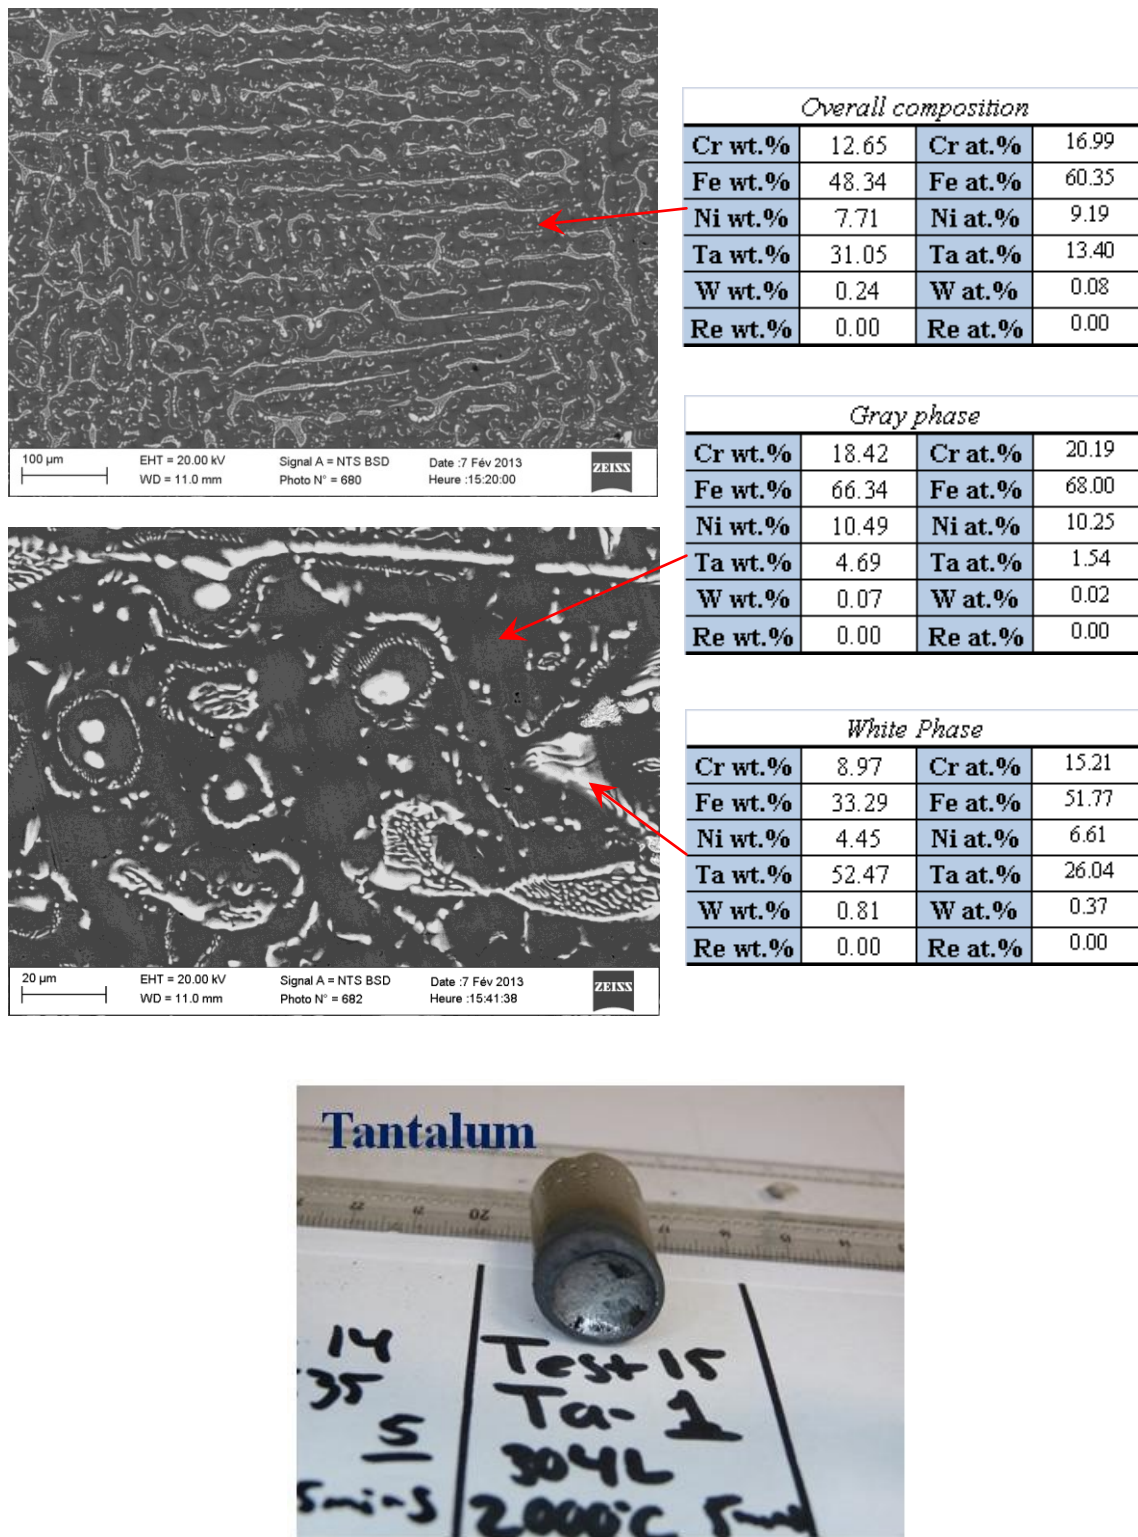 Overall composition
Cr wt.% 12.65 Cr at.% 16.99
Fe wt.% 48.34 Fe at.% 60.35
Ni wt.% 7.71 Ni at.% 9.19
Ta wt.% 31.05 Ta at.% 13.40
W wt.% 0.24 W at.% 0.08
Re wt.% 0.00 Re at.% 0.00
100 µm EHT = 20.00 kV Signal A = NTS BSD Date :7 Fév 2013 ZEISS
WD = 11.0 mm Photo N° = 680 Heure :15:20:00
Gray phase
Cr wt.% 18.42 Cr at.% 20.19
Fe wt.% 66.34 Fe at.% 68.00
Ni wt.% 10.49 Ni at.% 10.25
Ta wt.% 4.69 Ta at.% 1.54
W wt.% 0.07 W at.% 0.02
Re wt.% 0.00 Re at.% 0.00
White Phase
Cr wt.% 8.97 Cr at.% 15.21
Fe wt.% 33.29 Fe at.% 51.77
Ni wt.% 4.45 Ni at.% 6.61
Ta wt.% 52.47 Ta at.% 26.04
W wt.% 0.81 W at.% 0.37
Re wt.% 0.00 Re at.% 0.00
20 µm EHT = 20.00 kV Signal A = NTS BSD Date :7 Fév 2013 ZEISS
WD = 11.0 mm Photo N° = 682 Heure :15:41:38
Tantalum
20
14
35
5
5mins
Test 15
Ta-1
304L
2000°C 5min